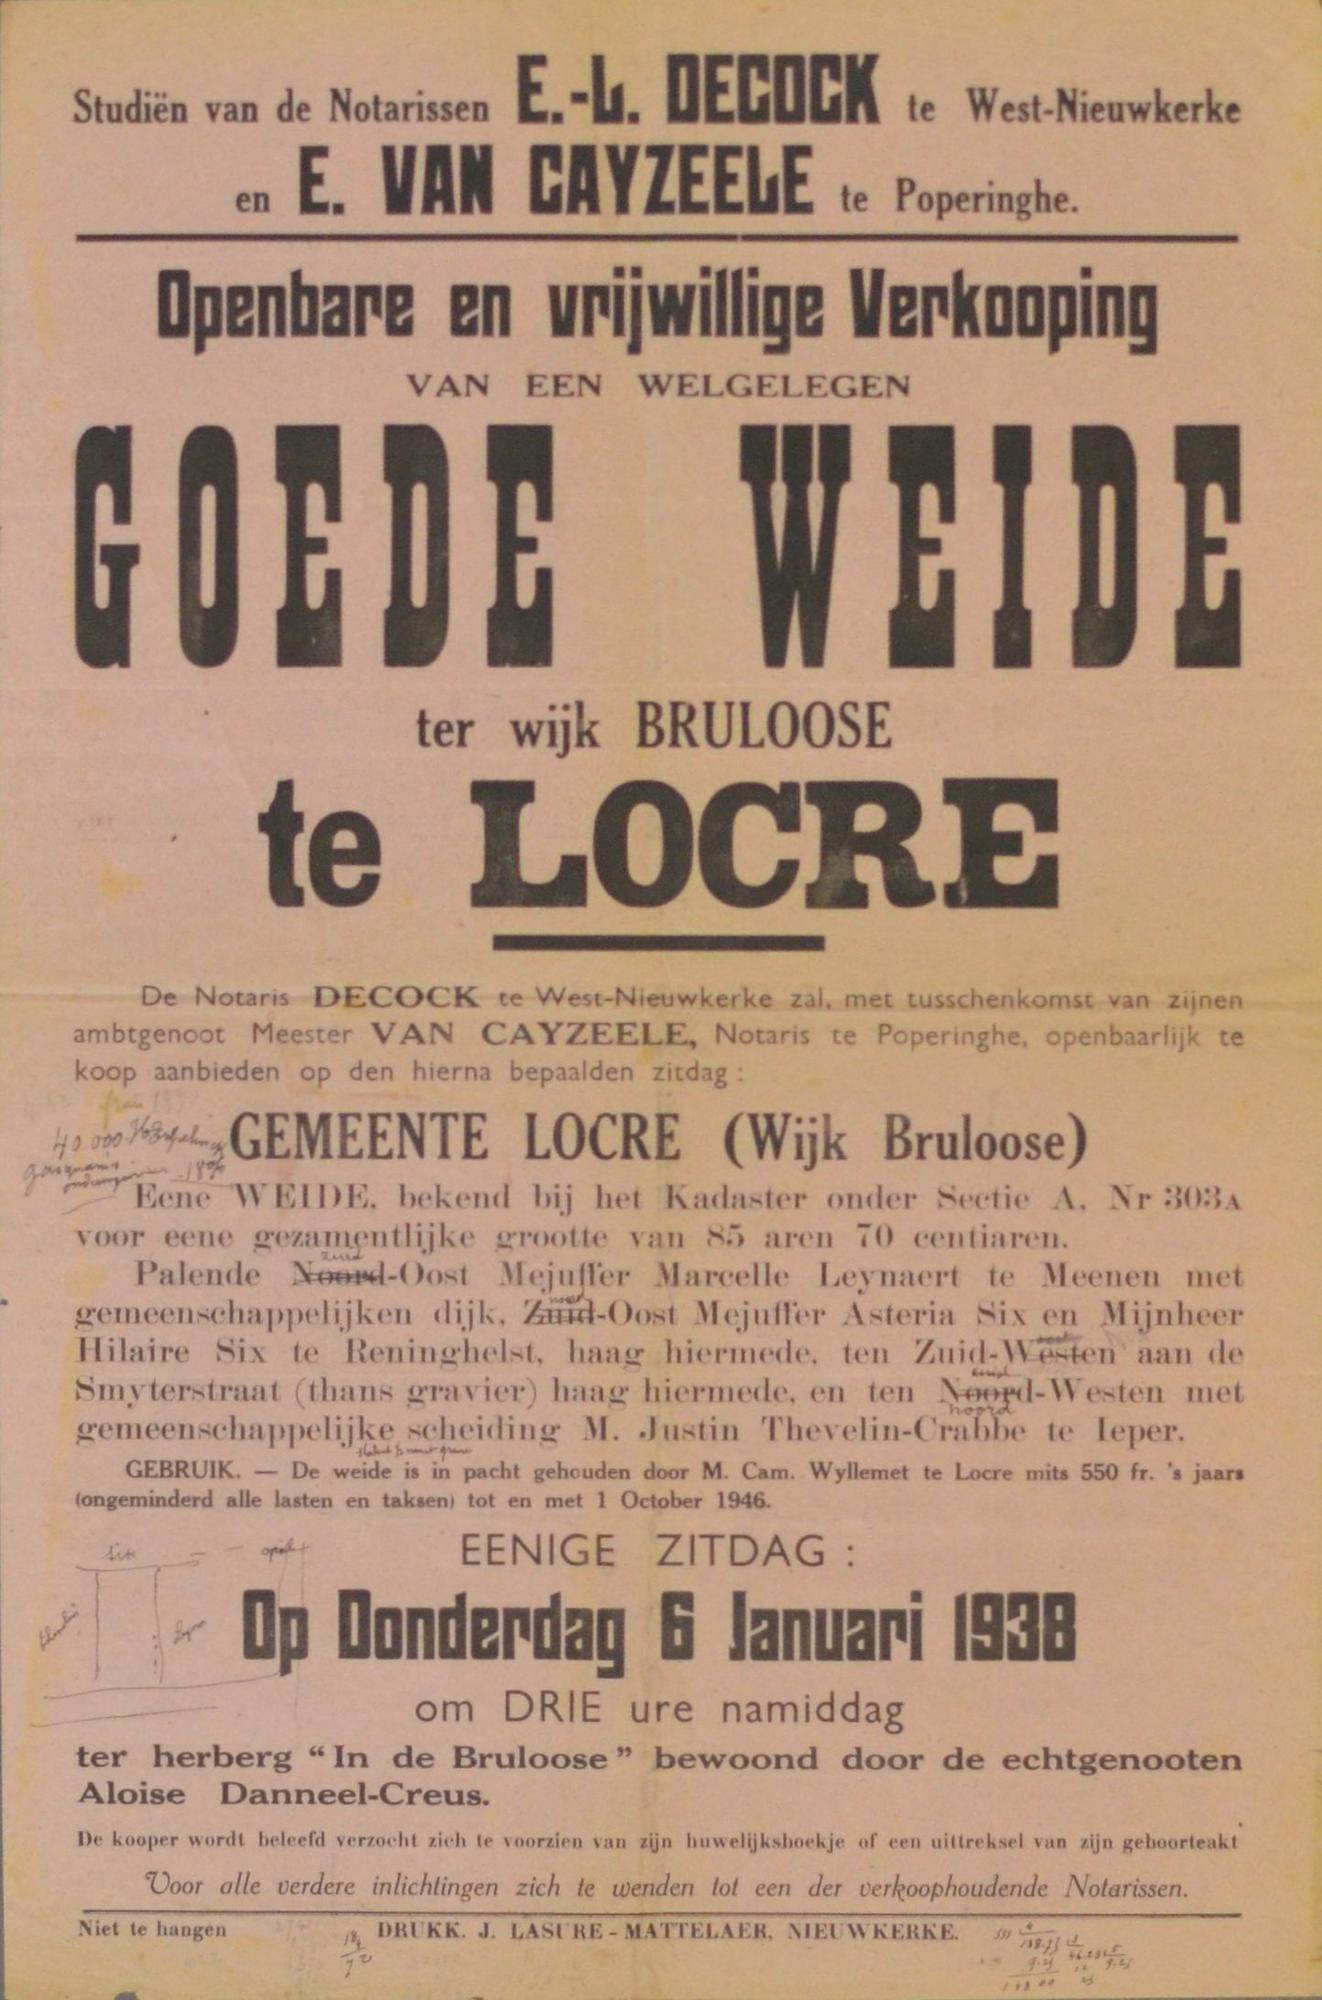 Studiën van de Notarissen E.-L. DECOCK te West-Nieuwkerke
en E. VAN CAYZEELE te Poperinghe.
Openbare en vrijwillige Verkooping
VAN EEN WELGELEGEN
GOEDE WEIDE
ter wijk BRULOOSE
te LOCRE
De Notaris DECOCK te West-Nieuwkerke zal, met tusschenkomst van zijnen
ambtgenoot Meester VAN CAYZEELE, Notaris te Poperinghe, openbaarlijk te
koop aanbieden op den hierna bepaalden zitdag :
40 000
GEMEENTE LOCRE (Wijk Bruloose)
18%
Eene WEIDE, bekend bij het Kadaster onder Sectie A, Nr 303A
voor eene gezamentlijke grootte van 85 aren 70 centiaren.
zuid
Palende Noord-Oost Mejuffer Marcelle Leynaert te Meenen met
noord
gemeenschappelijken dijk, Zuid-Oost Mejuffer Asteria Six en Mijnheer
Hilaire Six te Reninghelst, haag hiermede, ten Zuid-Westen aan de
Smyterstraat (thans gravier) haag hiermede, en ten Noord-Westen met
noord
gemeenschappelijke scheiding M. Justin Thevelin-Crabbe te Ieper.
GEBRUIK. — De weide is in pacht gehouden door M. Cam. Wyllemet te Locre mits 550 fr. 's jaars
(ongeminderd alle lasten en taksen) tot en met 1 October 1946.
EENIGE ZITDAG :
Op Donderdag 6 Januari 1938
om DRIE ure namiddag
ter herberg “In de Bruloose” bewoond door de echtgenooten
Aloise Danneel-Creus.
De kooper wordt beleefd verzocht zich te voorzien van zijn huwelijksboekje of een uittreksel van zijn geboorteakt
Voor alle verdere inlichtingen zich te wenden tot een der verkoophoudende Notarissen.
Niet te hangen DRUKK. J. LASURE-MATTELAER, NIEUWKERKE.